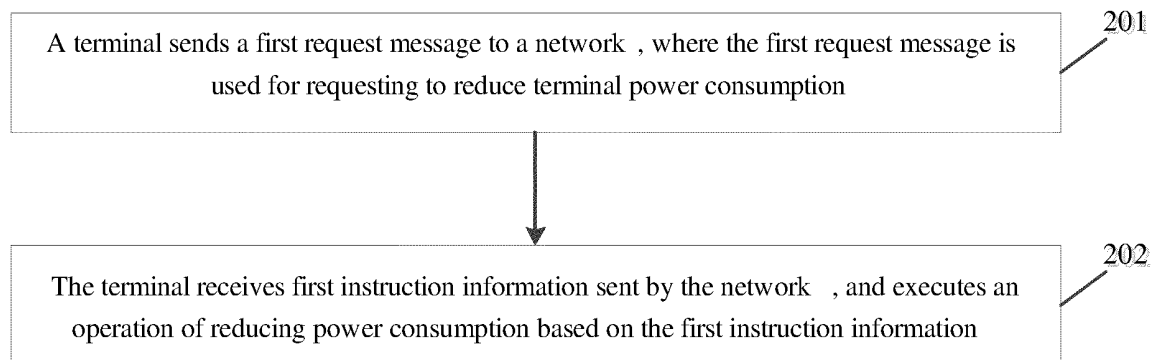 201
A terminal sends a first request message to a network , where the first request message is
used for requesting to reduce terminal power consumption
202
The terminal receives first instruction information sent by the network , and executes an
operation of reducing power consumption based on the first instruction information